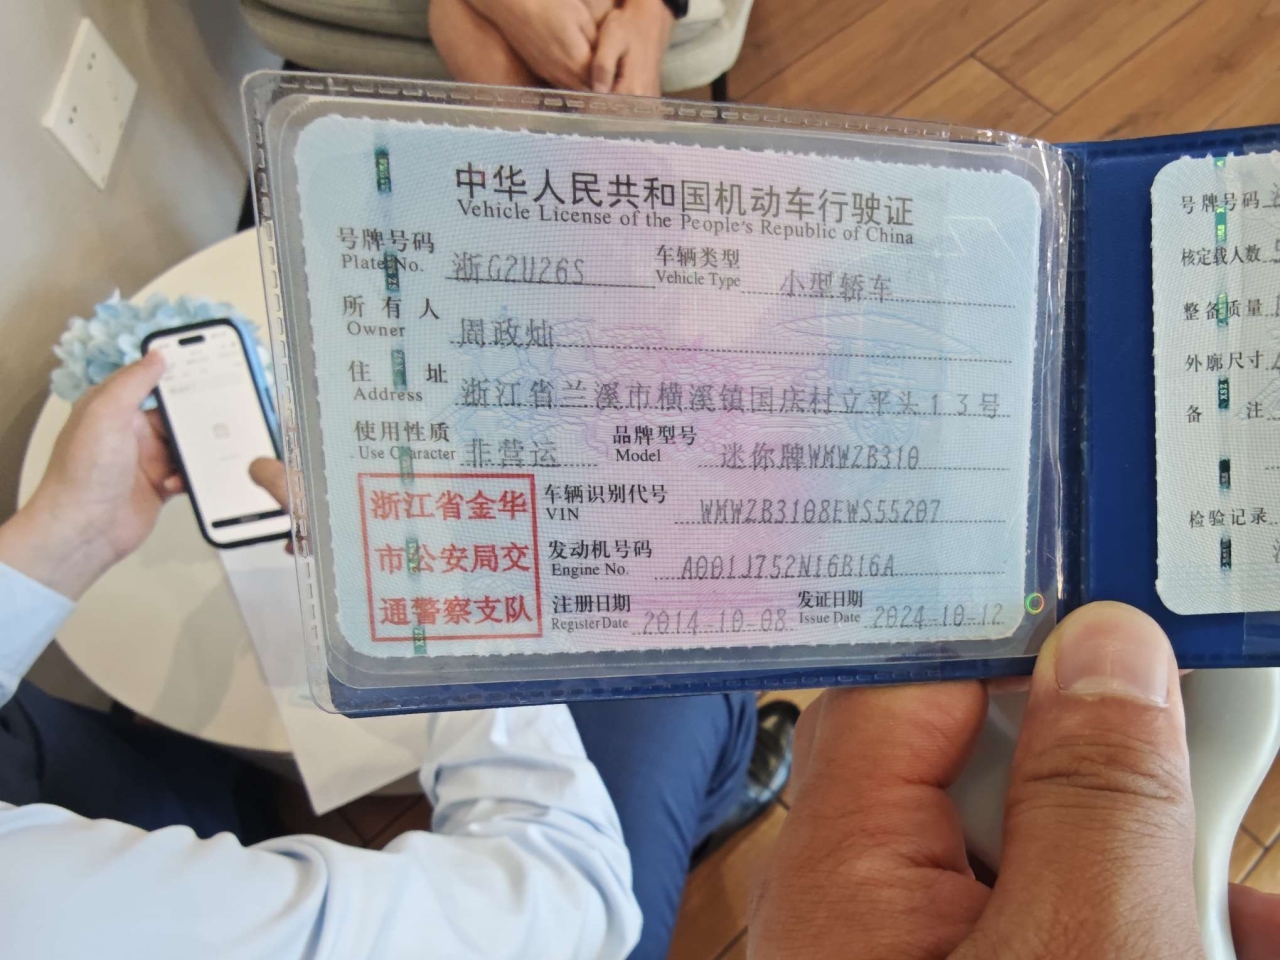 中华人民共和国机动车行驶证
Vehicle License of the People's Republic of China
号牌号码 浙G2U26S 车辆类型 小型轿车
Plate No. Vehicle Type
所有人 周政灿
Owner
住址 浙江省兰溪市横溪镇国庆村立平头13号
Address
使用性质 非营运 品牌型号 迷你牌WMWZB310
Use Character Model
浙江省金华
市公安局交
通警察支队
车辆识别代号 WMWZB3108EWS55207
VIN
发动机号码 A001J752N16B16A
Engine No.
注册日期 2014-10-08 发证日期 2024-10-12
Register Date Issue Date
号牌号码
核定载人数
整备质量
外廓尺寸
备注
检验记录